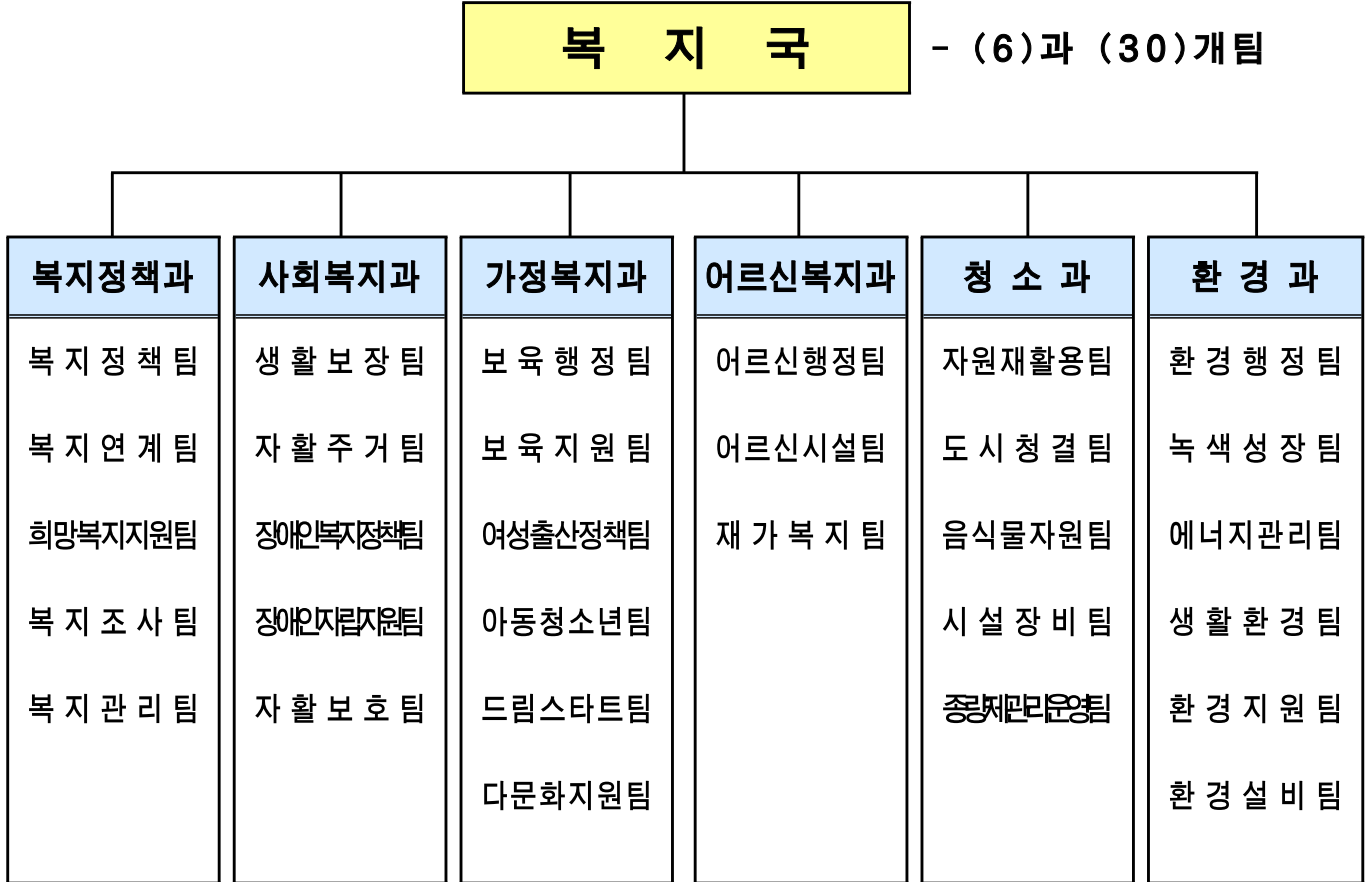 복 지 국
- (6)과 (30)개팀
복지정책과
복 지 정 책 팀
복 지 연 계 팀
희망복지지원팀
복 지 조 사 팀
복 지 관 리 팀
사회복지과
생 활 보 장 팀
자 활 주 거 팀
장애인복지정책팀
장애인자립지원팀
자 활 보 호 팀
가정복지과
보 육 행 정 팀
보 육 지 원 팀
여성출산정책팀
아동청소년팀
드림스타트팀
다문화지원팀
어르신복지과
어르신행정팀
어르신시설팀
재 가 복 지 팀
청 소 과
자원재활용팀
도 시 청 결 팀
음식물자원팀
시 설 장 비 팀
종량제관리운영팀
환 경 과
환 경 행 정 팀
녹 색 성 장 팀
에너지관리팀
생 활 환 경 팀
환 경 지 원 팀
환 경 설 비 팀